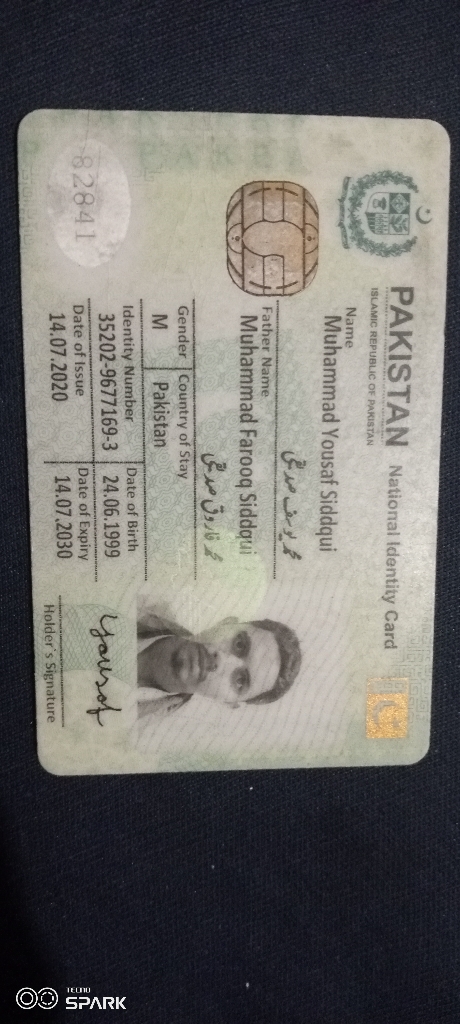 PAKISTAN National Identity Card
ISLAMIC REPUBLIC OF PAKISTAN
Name
Muhammad Yousaf Siddqui
محمد یوسف صدیقی
Father Name
Muhammad Farooq Siddqui
محمد فاروق صدیقی
Gender Country of Stay
M Pakistan
Identity Number Date of Birth
35202-9677169-3 24.06.1999
Date of Issue Date of Expiry
14.07.2020 14.07.2030
Yousof
Holder's Signature
82841
TECNO
SPARK